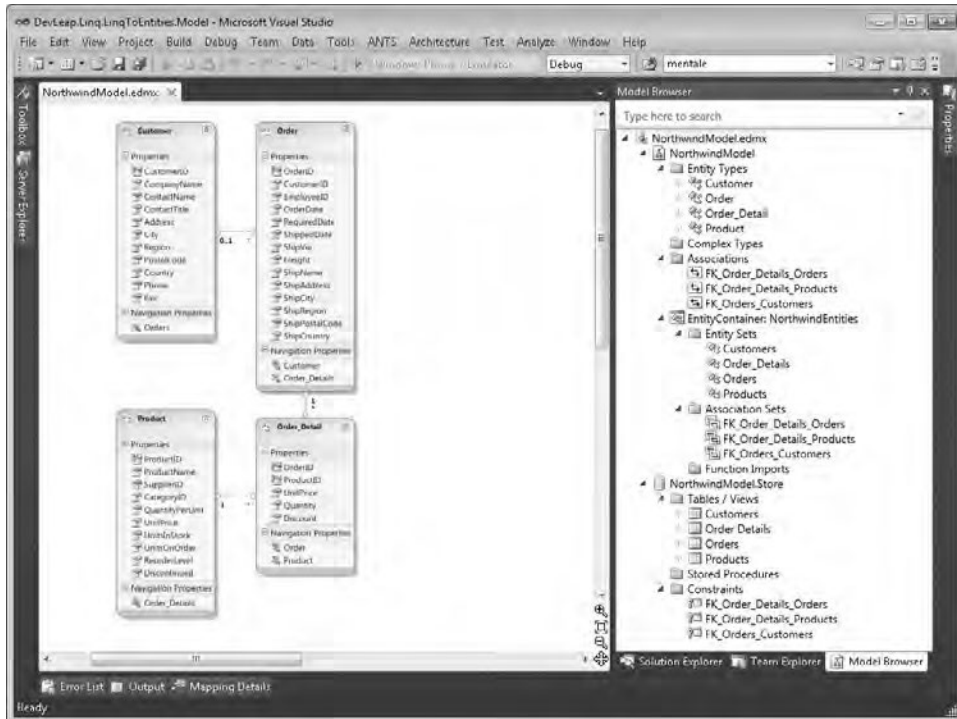 DevLeap.Linq.LinqToEntities.Model - Microsoft Visual Studio
File Edit View Project Build Debug Team Data Tools ANTS Architecture Test Analyze Window Help
Debug mentale
Toolbox
Server Explorer
NorthwindModel.edmx
Customer
Properties
CustomerID
CompanyName
ContactName
ContactTitle
Address
City
Region
PostalCode
Country
Phone
Fax
Navigation Properties
Orders
0..1
Order
Properties
OrderID
CustomerID
EmployeeID
OrderDate
RequiredDate
ShippedDate
ShipVia
Freight
ShipName
ShipAddress
ShipCity
ShipRegion
ShipPostalCode
ShipCountry
Navigation Properties
Customer
Order_Details
1
Product
Properties
ProductID
ProductName
SupplierID
CategoryID
QuantityPerUnit
UnitPrice
UnitsInStock
UnitsOnOrder
ReorderLevel
Discontinued
Navigation Properties
Order_Details
1
*
Order_Detail
Properties
OrderID
ProductID
UnitPrice
Quantity
Discount
Navigation Properties
Order
Product
Model Browser
Type here to search
NorthwindModel.edmx
NorthwindModel
Entity Types
Customer
Order
Order_Detail
Product
Complex Types
Associations
FK_Order_Details_Orders
FK_Order_Details_Products
FK_Orders_Customers
EntityContainer: NorthwindEntities
Entity Sets
Customers
Order_Details
Orders
Products
Association Sets
FK_Order_Details_Orders
FK_Order_Details_Products
FK_Orders_Customers
Function Imports
NorthwindModel.Store
Tables / Views
Customers
Order Details
Orders
Products
Stored Procedures
Constraints
FK_Order_Details_Orders
FK_Order_Details_Products
FK_Orders_Customers
Solution Explorer Team Explorer Model Browser
Properties
Error List Output Mapping Details
Ready